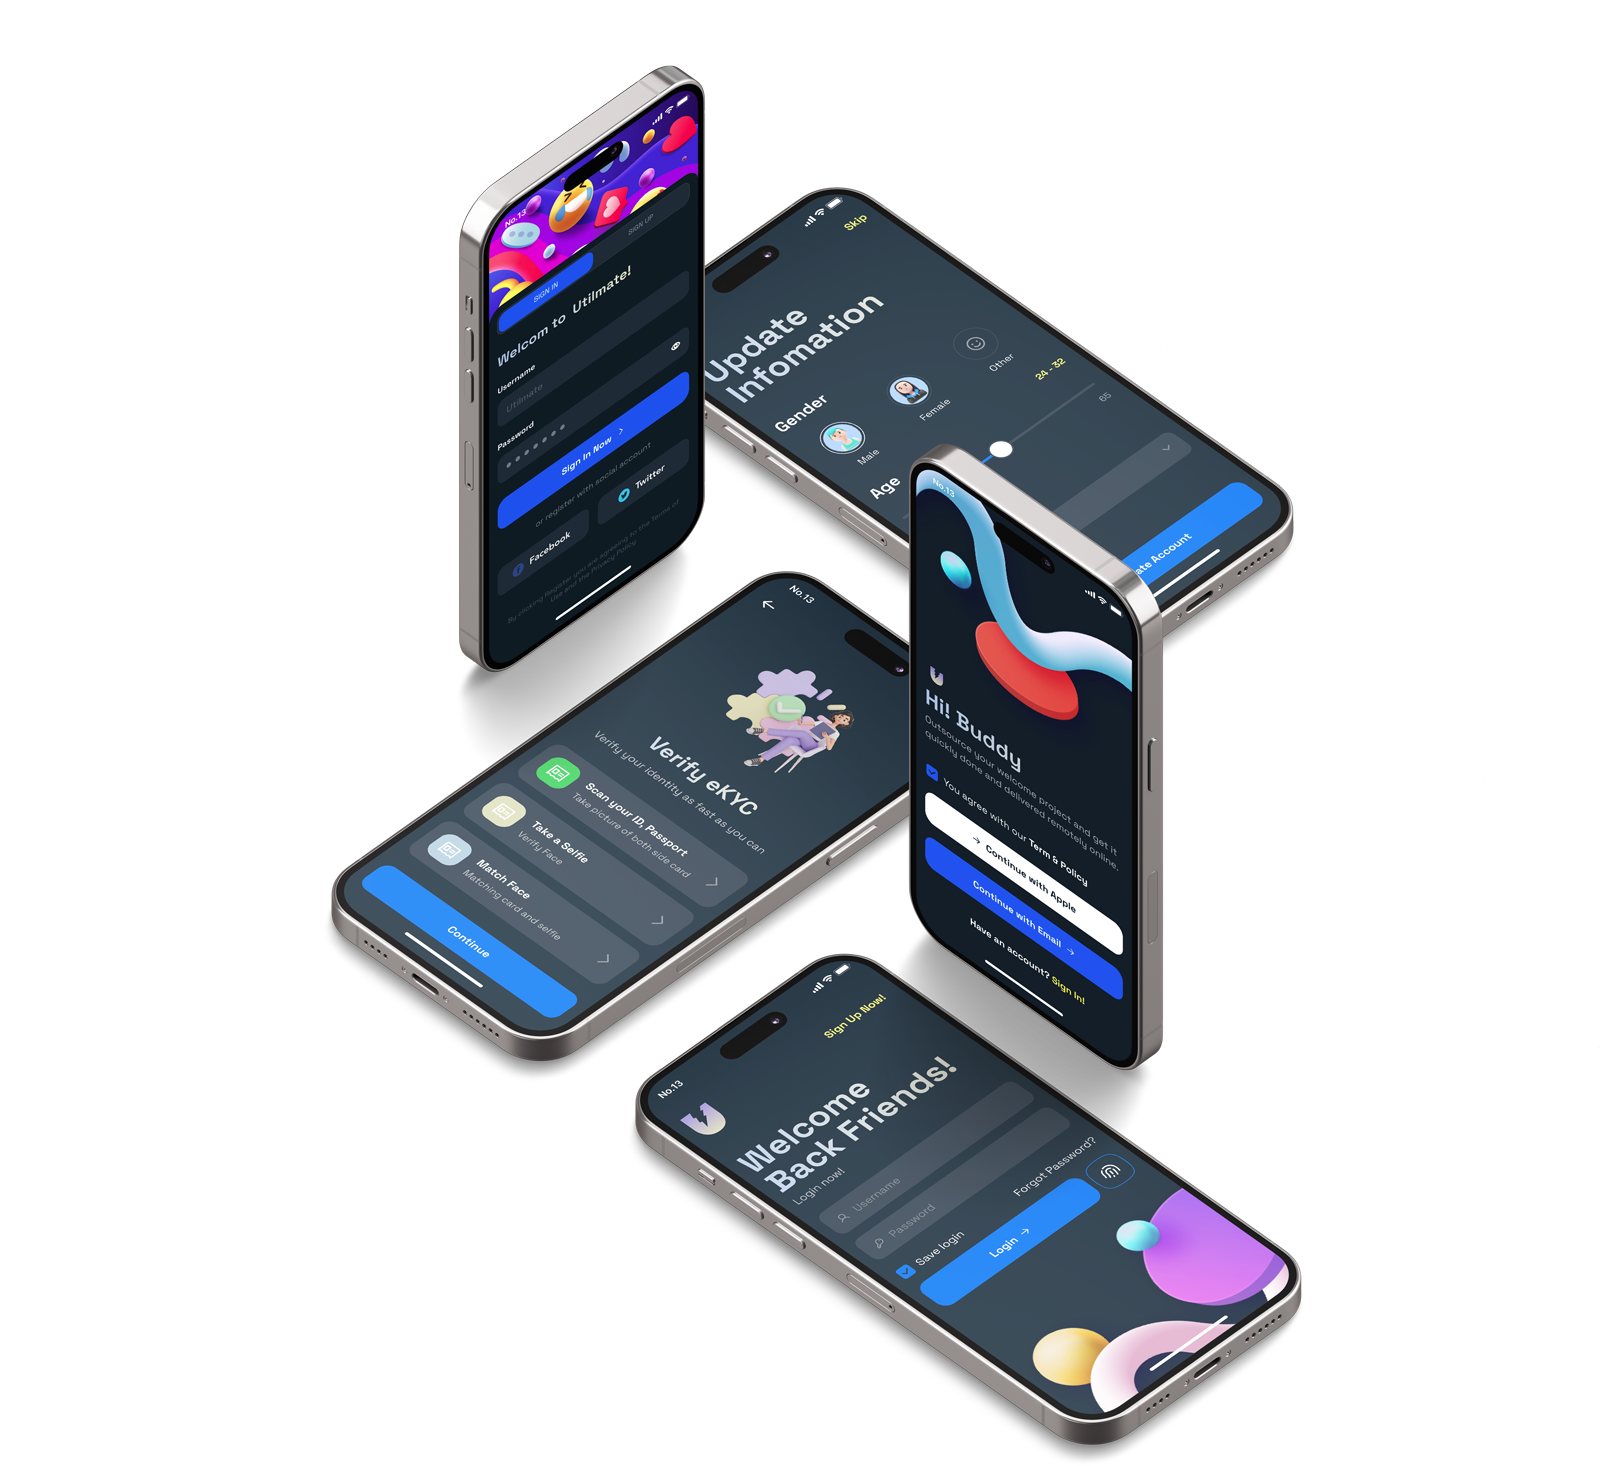 No.13
SIGN IN
SIGN UP
Welcom to Utilmate!
Username
Utilmate
Password
Sign In Now
or register with social account
Facebook
Twitter
By clicking Register you are agreeing to the Terms of
Use and the Privacy Policy
Skip
Update
Infomation
Gender
Male
Female
Other
Age
24 - 32
65
ate Account
No.13
Verify eKYC
Verify your identity as fast as you can
Scan your ID, Passport
Take picture of both side card
Take a Selfie
Verify Face
Match Face
Matching card and selfie
Continue
No.13
Hi! Buddy
Outsource your welcome project and get it
quickly done and delivered remotely online.
You agree with our Term & Policy
Continue with Apple
Continue with Email
Have an account? Sign In!
No.13
Sign Up Now!
Welcome
Back Friends!
Login now!
Username
Password
Save login
Forgot Password?
Login